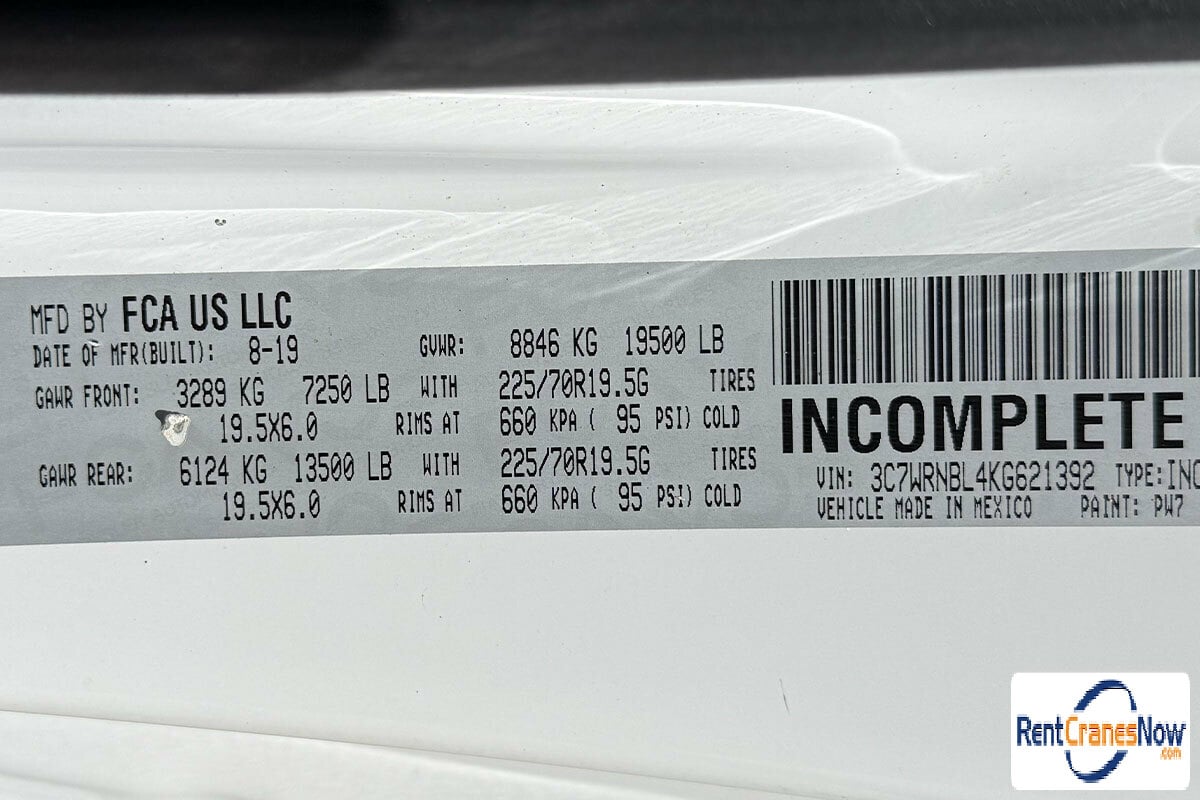 MFD BY FCA US LLC
DATE OF MFR(BUILT): 8-19 GVWR: 8846 KG 19500 LB
GAWR FRONT: 3289 KG 7250 LB WITH 225/70R19.5G TIRES
19.5X6.0 RIMS AT 660 KPA ( 95 PSI) COLD
GAWR REAR: 6124 KG 13500 LB WITH 225/70R19.5G TIRES
19.5X6.0 RIMS AT 660 KPA ( 95 PSI) COLD
INCOMPLETE
VIN: 3C7WRNBL4KG621392 TYPE: INC
VEHICLE MADE IN MEXICO PAINT: PW7
RentCranesNow
.com